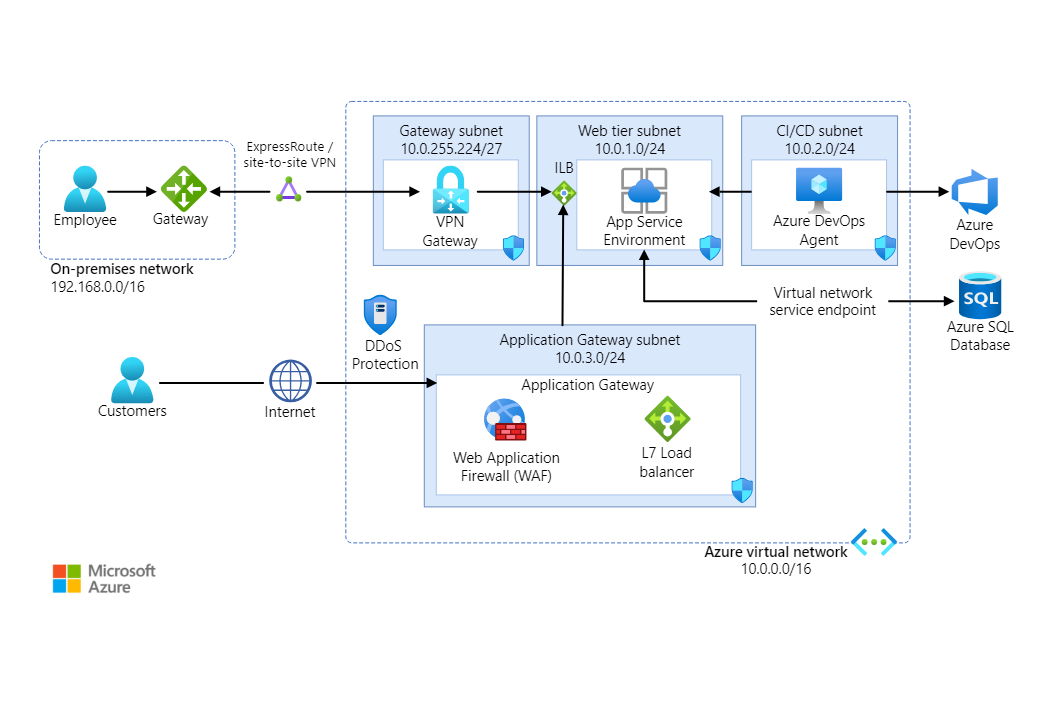 ExpressRoute /
site-to-site VPN
Employee
Gateway
On-premises network
192.168.0.0/16
Gateway subnet
10.0.255.224/27
VPN
Gateway
Web tier subnet
10.0.1.0/24
ILB
App Service
Environment
CI/CD subnet
10.0.2.0/24
Azure DevOps
Agent
Azure
DevOps
Virtual network
service endpoint
SQL
Azure SQL
Database
DDoS
Protection
Customers
Internet
Application Gateway subnet
10.0.3.0/24
Application Gateway
Web Application
Firewall (WAF)
L7 Load
balancer
Azure virtual network
10.0.0.0/16
Microsoft
Azure